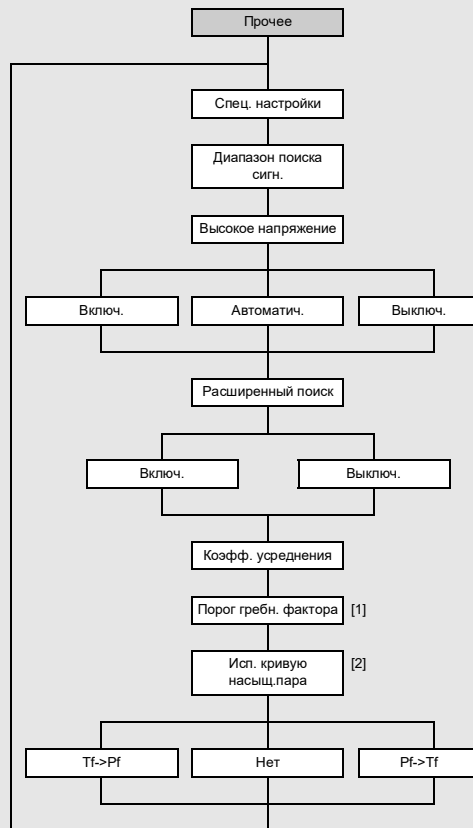 Прочее
Спец. настройки
Диапазон поиска
сигн.
Высокое напряжение
Включ.
Автоматич.
Выключ.
Расширенный поиск
Включ.
Выключ.
Коэфф. усреднения
Порог гребн. фактора [1]
Исп. кривую [2]
насыщ.пара
Tf->Pf
Нет
Pf->Tf